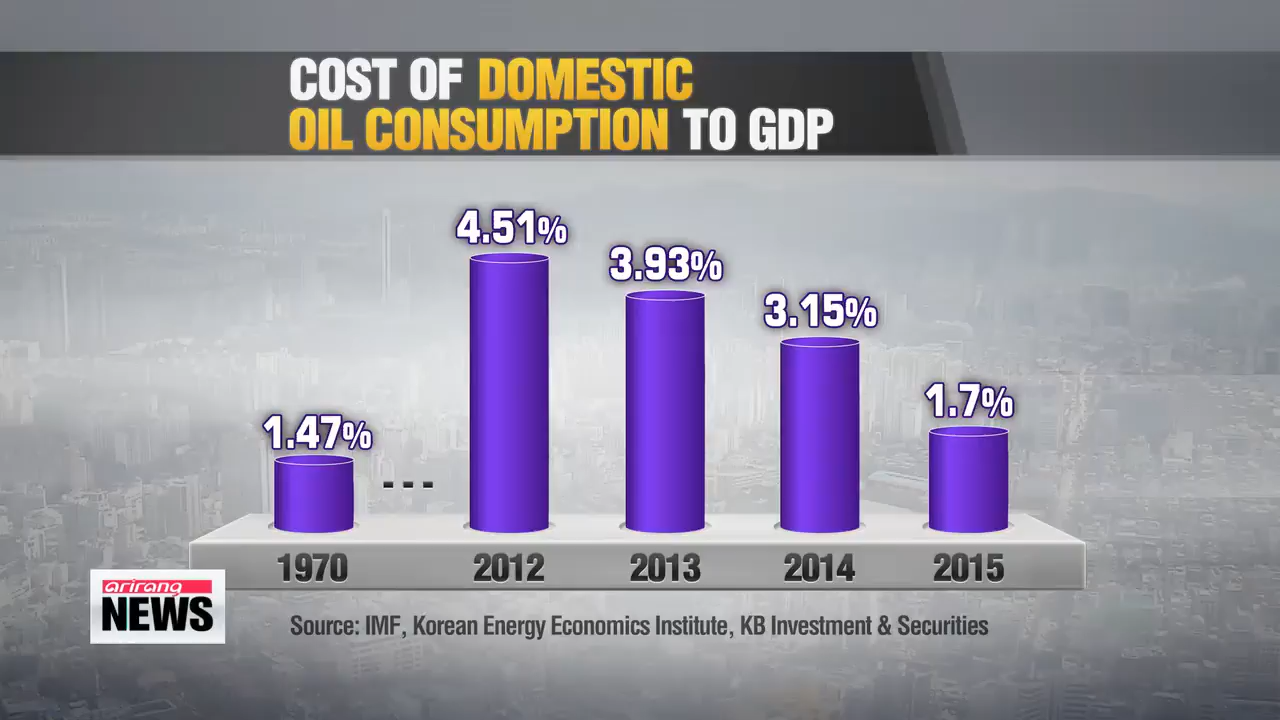 COST OF DOMESTIC
OIL CONSUMPTION TO GDP
4.51%
3.93%
3.15%
1.7%
1.47%
...
1970 2012 2013 2014 2015
arirang
NEWS
Source: IMF, Korean Energy Economics Institute, KB Investment & Securities